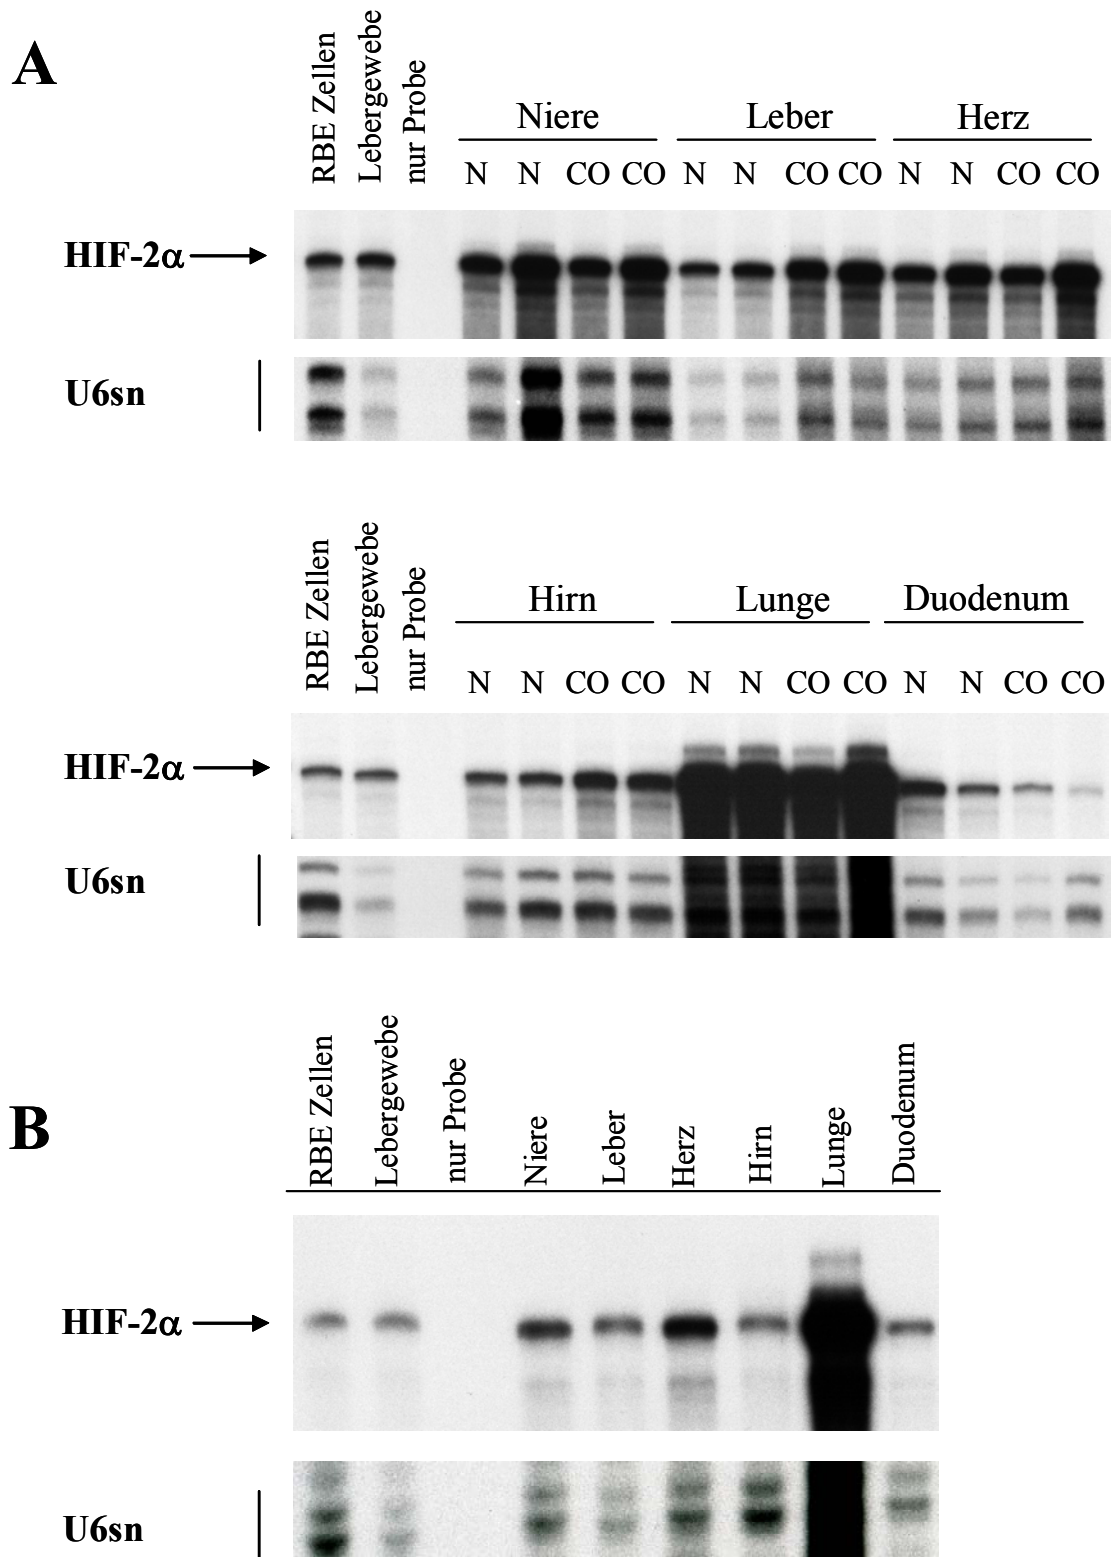 A
RBE Zellen
Lebergewebe
nur Probe
Niere Leber Herz
N N CO CO N N CO CO N N CO CO
HIF-2α
U6sn
RBE Zellen
Lebergewebe
nur Probe
Hirn Lunge Duodenum
N N CO CO N N CO CO N N CO CO
HIF-2α
U6sn
B
RBE Zellen
Lebergewebe
nur Probe
Niere
Leber
Herz
Hirn
Lunge
Duodenum
HIF-2α
U6sn